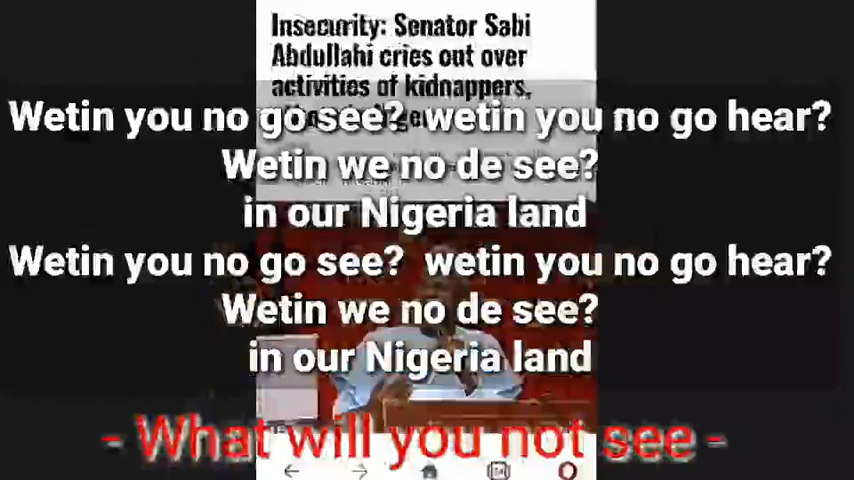 Insecurity: Senator Sabi
Abdullahi cries out over
activities of kidnappers,
Wetin you no go see? wetin you no go hear?
Wetin we no de see?
in our Nigeria land
Wetin you no go see? wetin you no go hear?
Wetin we no de see?
in our Nigeria land
- What will you not see -